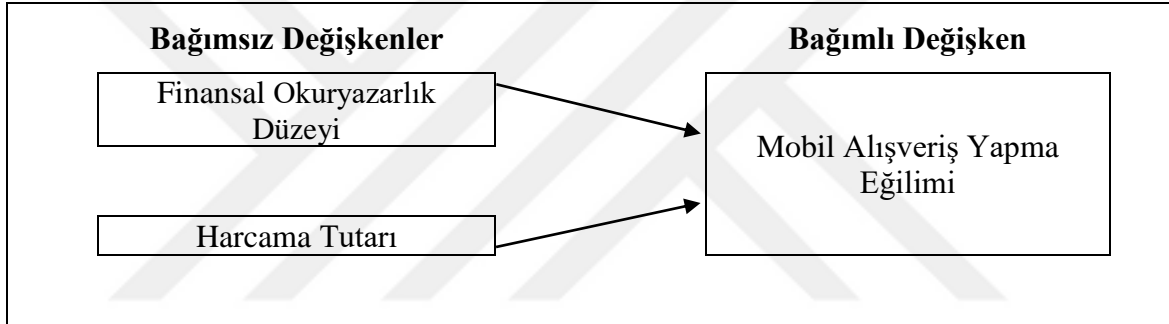 Bağımsız Değişkenler
Finansal Okuryazarlık
Düzeyi
Harcama Tutarı
Bağımlı Değişken
Mobil Alışveriş Yapma
Eğilimi